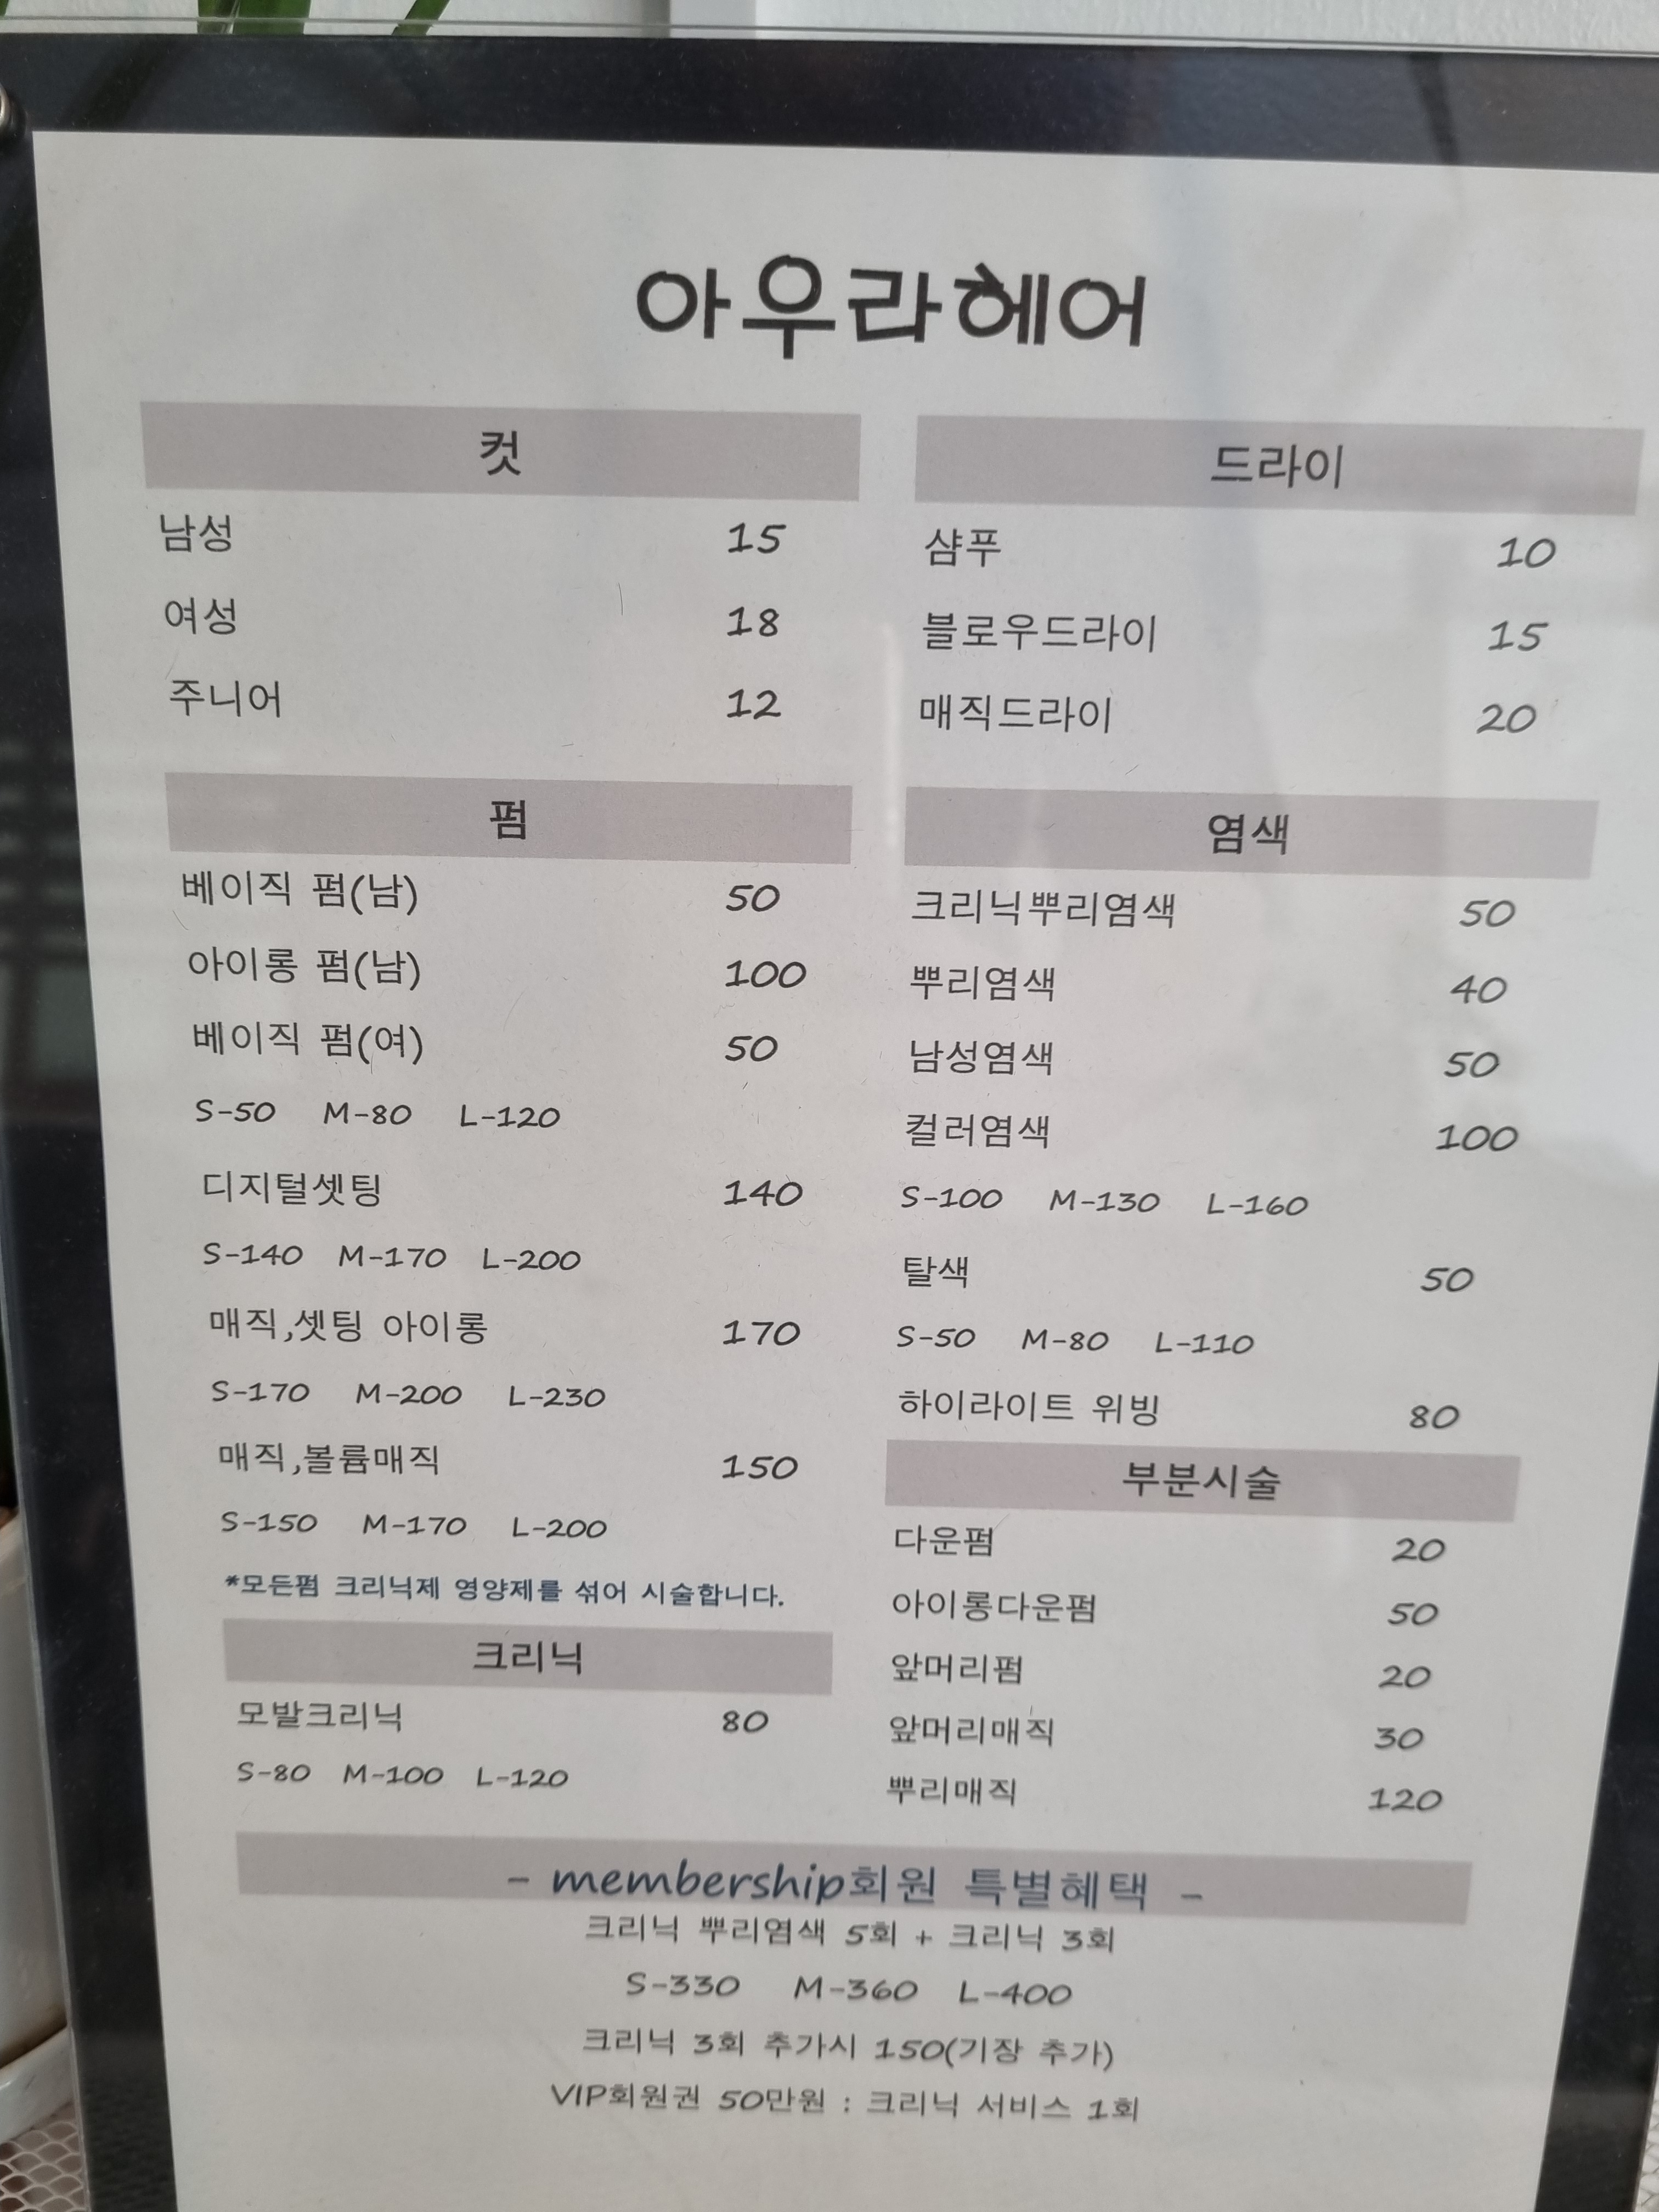 아우라헤어
컷
남성 15
여성 18
주니어 12
드라이
샴푸 10
블로우드라이 15
매직드라이 20
펌
베이직 펌(남) 50
아이롱 펌(남) 100
베이직 펌(여) 50
S-50 M-80 L-120
디지털셋팅 140
S-140 M-170 L-200
매직,셋팅 아이롱 170
S-170 M-200 L-230
매직,볼륨매직 150
S-150 M-170 L-200
*모든펌 크리닉제 영양제를 섞어 시술합니다.
염색
크리닉뿌리염색 50
뿌리염색 40
남성염색 50
컬러염색 100
S-100 M-130 L-160
탈색 50
S-50 M-80 L-110
하이라이트 위빙 80
크리닉
모발크리닉 80
S-80 M-100 L-120
부분시술
다운펌 20
아이롱다운펌 50
앞머리펌 20
앞머리매직 30
뿌리매직 120
- membership회원 특별혜택 -
크리닉 뿌리염색 5회 + 크리닉 3회
S-330 M-360 L-400
크리닉 3회 추가시 150(기장 추가)
VIP회원권 50만원 : 크리닉 서비스 1회